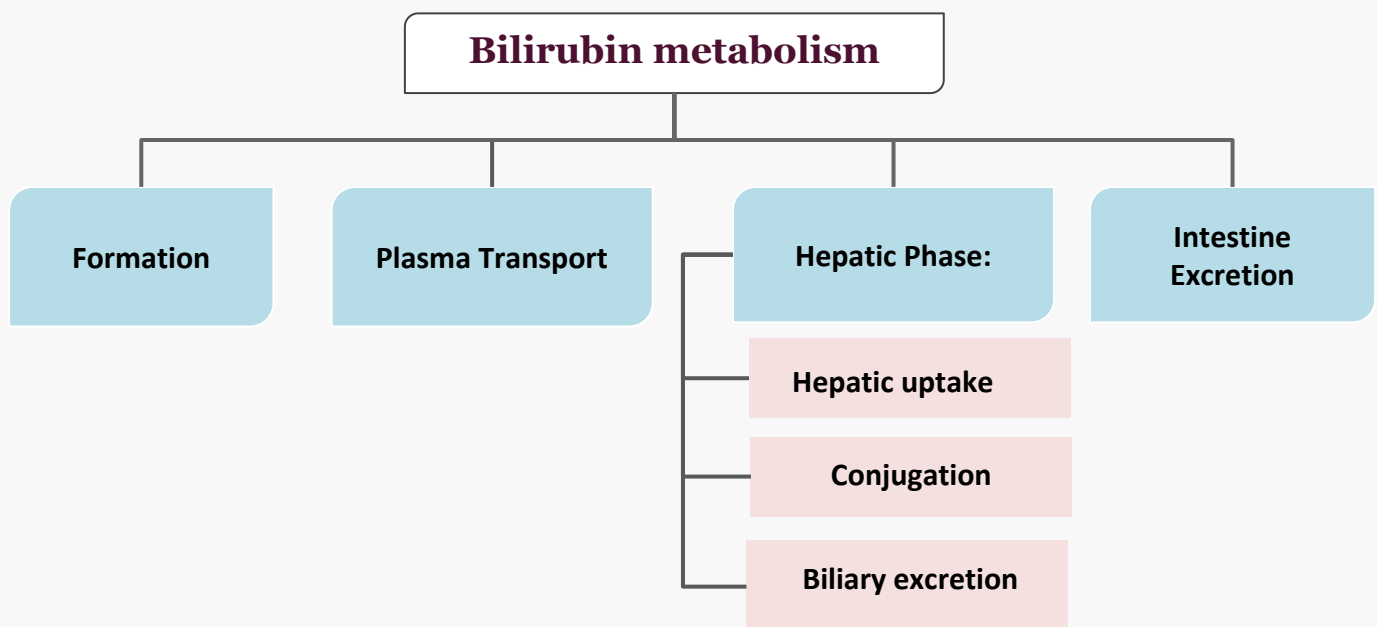 Bilirubin metabolism
Formation
Plasma Transport
Hepatic Phase:
Intestine
Excretion
Hepatic uptake
Conjugation
Biliary excretion